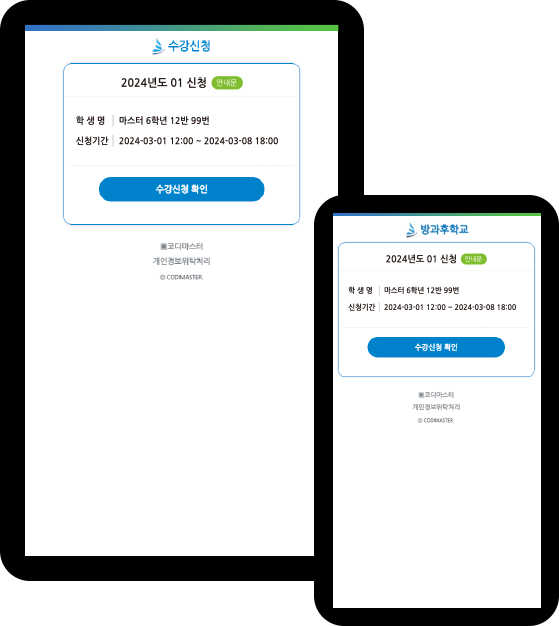 수강신청
2024년도 01 신청 안내문
학 생 명 마스터 6학년 12반 99번
신청기간 2024-03-01 12:00 ~ 2024-03-08 18:00
수강신청 확인
▣코디마스터
개인정보위탁처리
© CODIMASTER.
방과후학교
2024년도 01 신청 안내문
학 생 명 마스터 6학년 12반 99번
신청기간 2024-03-01 12:00 ~ 2024-03-08 18:00
수강신청 확인
▣코디마스터
개인정보위탁처리
© CODIMASTER.